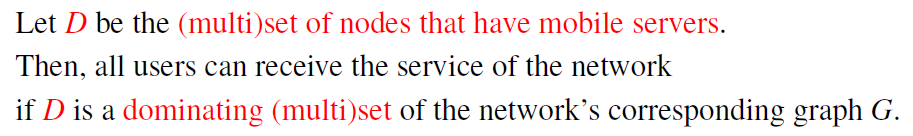 Let D be the (multi)set of nodes that have mobile servers.
Then, all users can receive the service of the network
if D is a dominating (multi)set of the network's corresponding graph G.